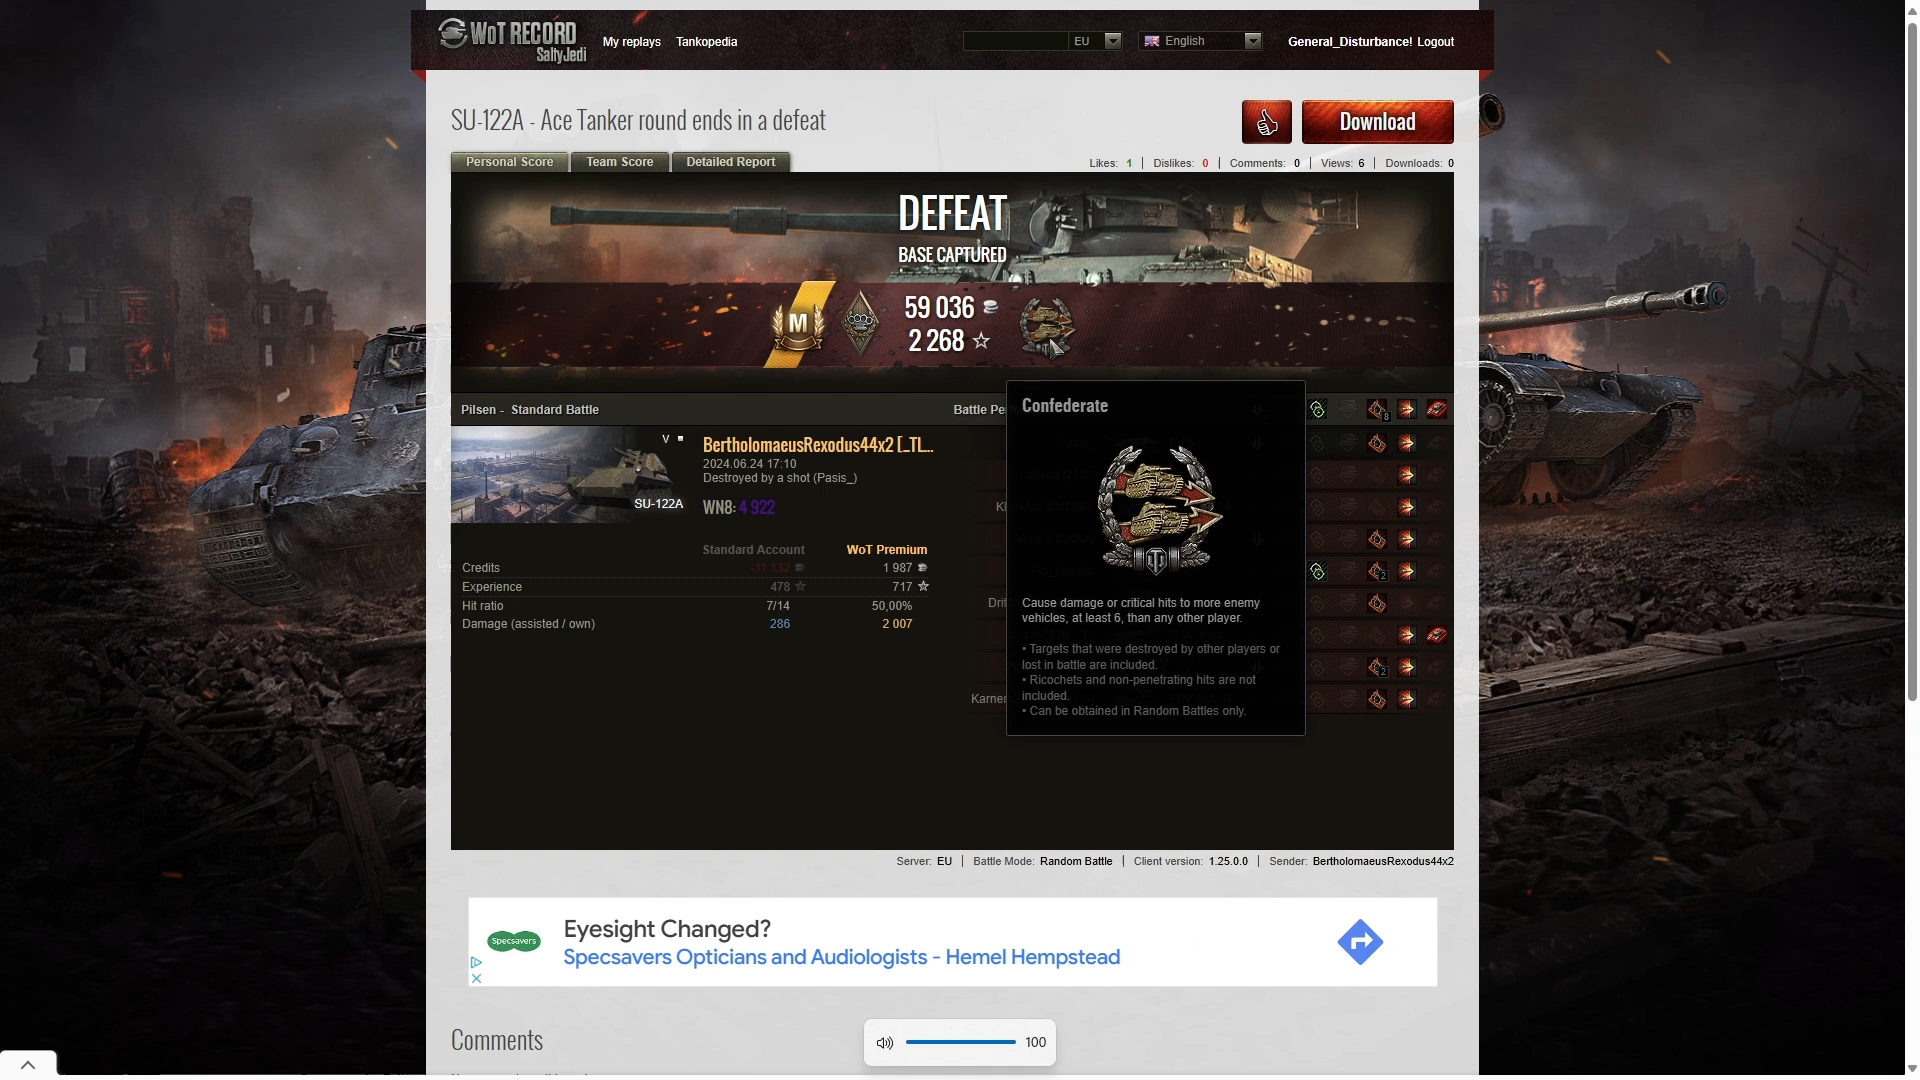 WOT RECORD
SaltyJedi
My replays
Tankopedia
EU
English
General_Disturbance! Logout
SU-122A - Ace Tanker round ends in a defeat
Download
Personal Score
Team Score
Detailed Report
Likes: 1 | Dislikes: 0 | Comments: 0 | Views: 6 | Downloads: 0
DEFEAT
BASE CAPTURED
M
59 036
2 268
Pilsen - Standard Battle
Battle Per
8
V
SU-122A
BertholomaeusRexodus44x2 [_TL...
2024.06.24 17:10
Destroyed by a shot (Pasis_)
WN8: 4 922
Standard Account
WoT Premium
Credits
-11 132
1 987
Experience
478
717
Hit ratio
7/14
50,00%
Damage (assisted / own)
286
2 007
Confederate
Cause damage or critical hits to more enemy
vehicles, at least 6, than any other player.
• Targets that were destroyed by other players or
lost in battle are included.
• Ricochets and non-penetrating hits are not
included.
• Can be obtained in Random Battles only.
2
Drif
2
Karner
Server: EU | Battle Mode: Random Battle | Client version: 1.25.0.0 | Sender: BertholomaeusRexodus44x2
Specsavers
Eyesight Changed?
Specsavers Opticians and Audiologists - Hemel Hempstead
Comments
100